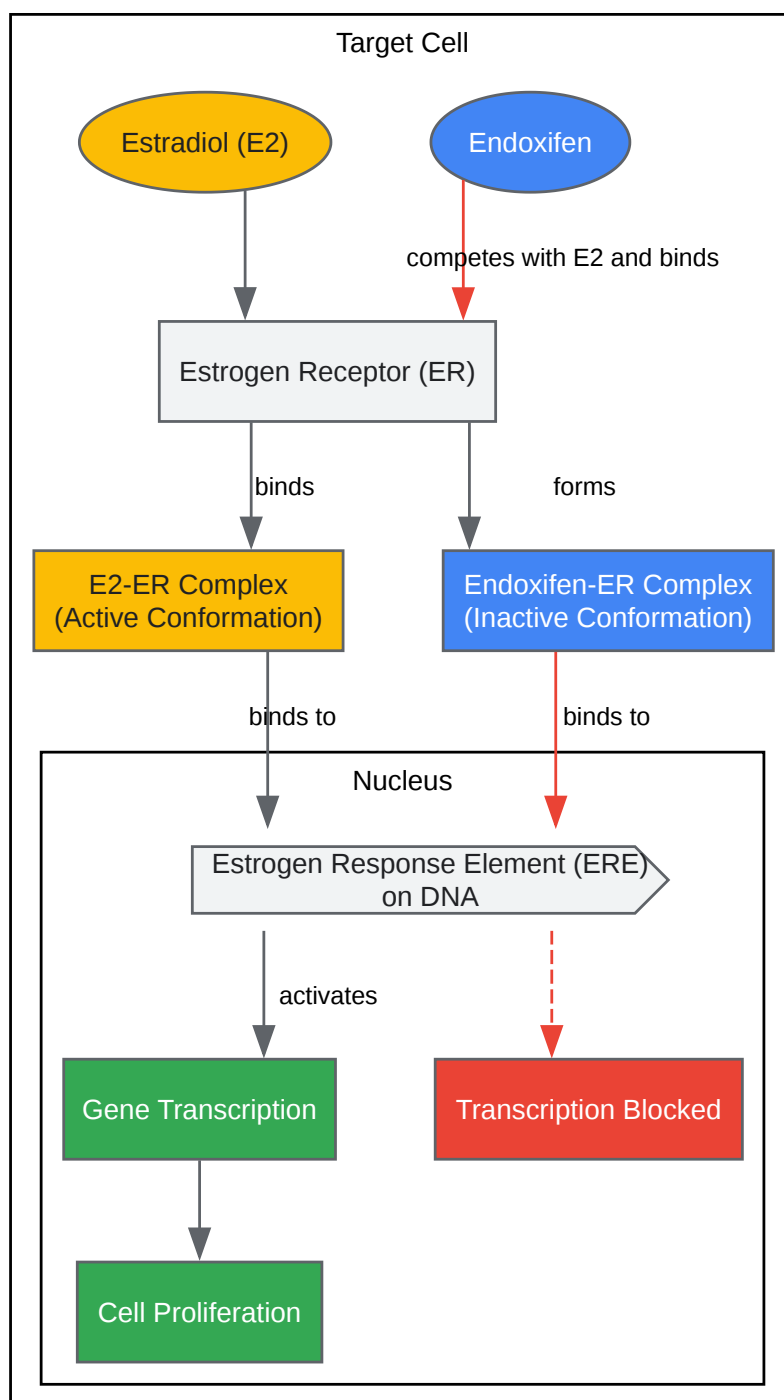 Target Cell
Estradiol (E2)
Endoxifen
competes with E2 and binds
Estrogen Receptor (ER)
binds
forms
E2-ER Complex
(Active Conformation)
Endoxifen-ER Complex
(Inactive Conformation)
binds to
binds to
Nucleus
Estrogen Response Element (ERE)
on DNA
activates
Gene Transcription
Transcription Blocked
Cell Proliferation